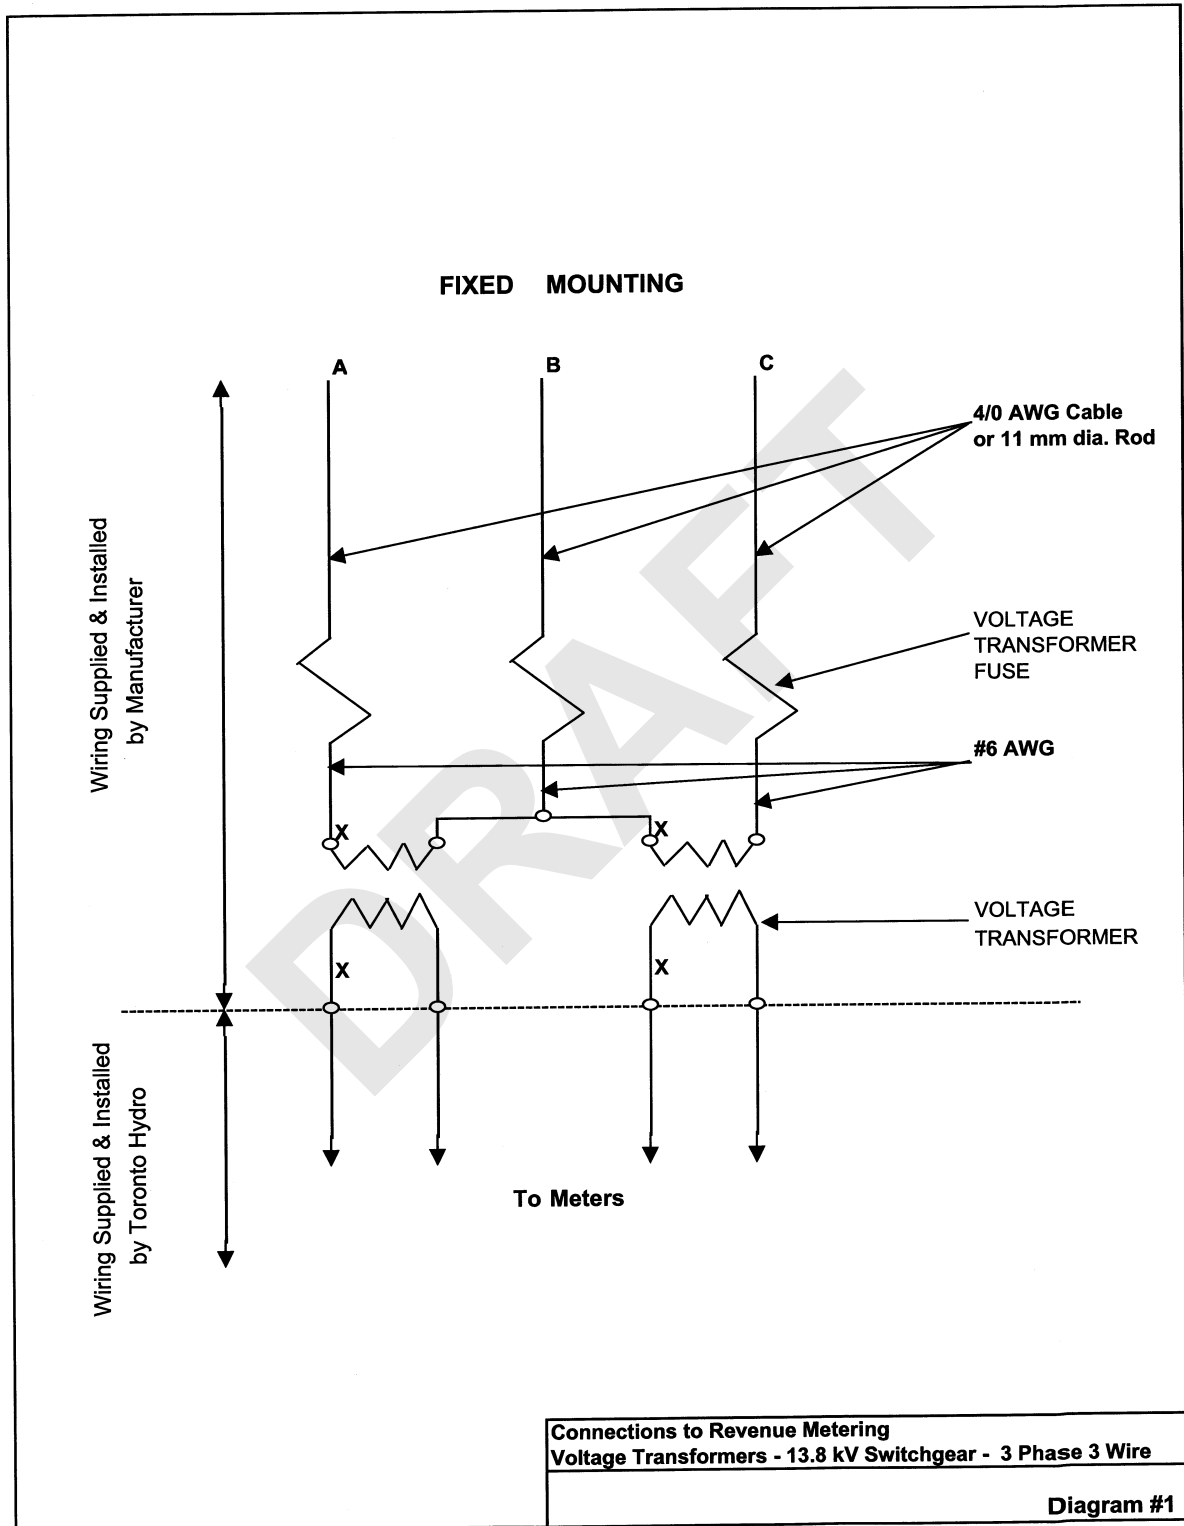 FIXED MOUNTING
A
B
C
4/0 AWG Cable
or 11 mm dia. Rod
Wiring Supplied & Installed
by Manufacturer
VOLTAGE
TRANSFORMER
FUSE
#6 AWG
X
X
VOLTAGE
TRANSFORMER
X
X
Wiring Supplied & Installed
by Toronto Hydro
To Meters
DRAFT
Connections to Revenue Metering
Voltage Transformers - 13.8 kV Switchgear - 3 Phase 3 Wire
Diagram #1